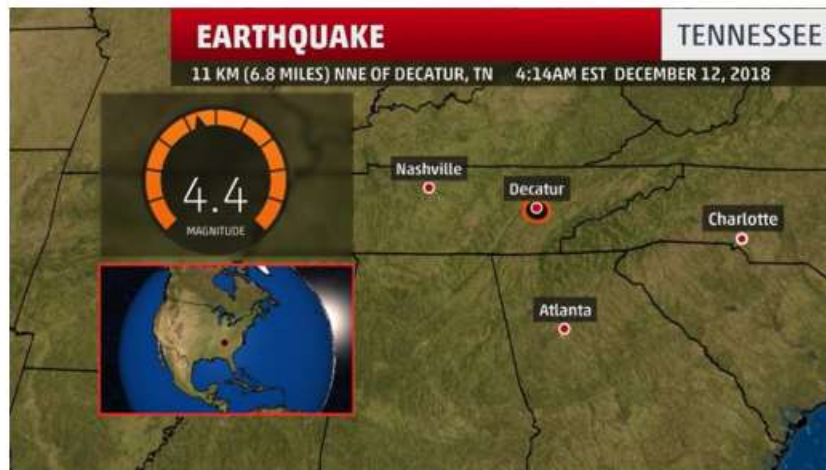 EARTHQUAKE
TENNESSEE
11 KM (6.8 MILES) NNE OF DECATUR, TN 4:14AM EST DECEMBER 12, 2018
4.4
MAGNITUDE
Nashville
Decatur
Charlotte
Atlanta